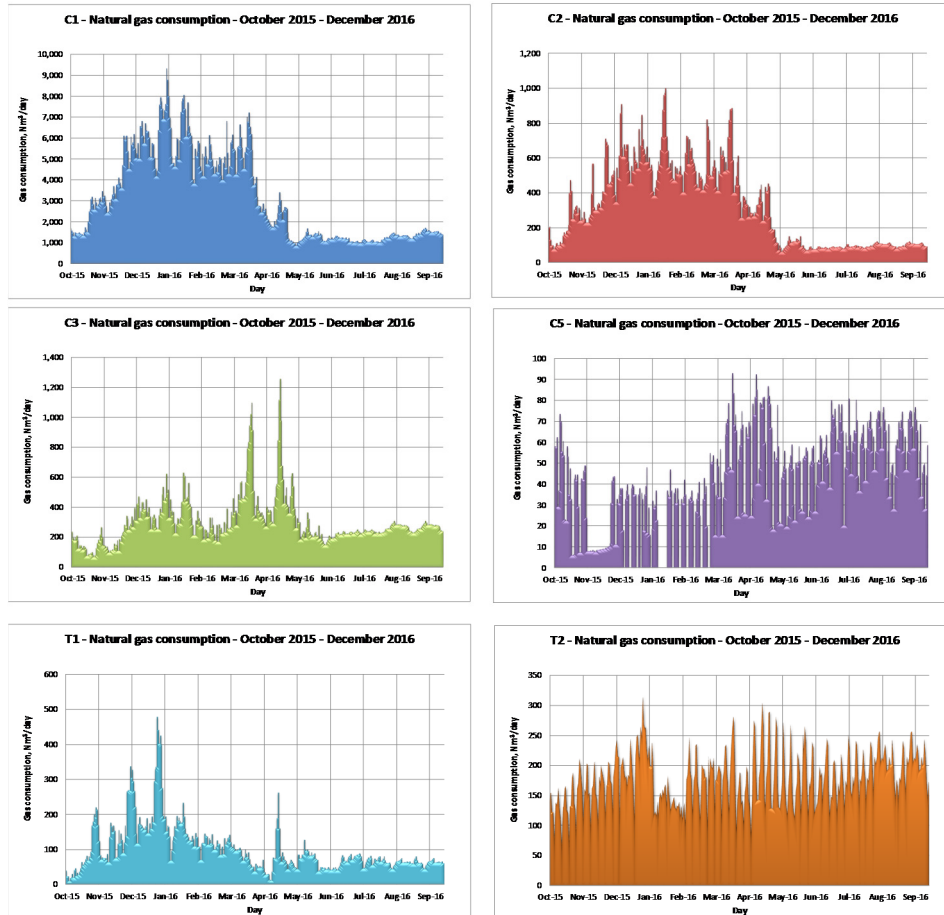 C1 - Natural gas consumption - October 2015 - December 2016
Gas consumption, Nm³/day
10,000
9,000
8,000
7,000
6,000
5,000
4,000
3,000
2,000
1,000
0
Oct-15 Nov-15 Dec-15 Jan-16 Feb-16 Mar-16 Apr-16 May-16 Jun-16 Jul-16 Aug-16 Sep-16
Day
C2 - Natural gas consumption - October 2015 - December 2016
Gas consumption, Nm³/day
1,200
1,000
800
600
400
200
0
Oct-15 Nov-15 Dec-15 Jan-16 Feb-16 Mar-16 Apr-16 May-16 Jun-16 Jul-16 Aug-16 Sep-16
Day
C3 - Natural gas consumption - October 2015 - December 2016
Gas consumption, Nm³/day
1,400
1,200
1,000
800
600
400
200
0
Oct-15 Nov-15 Dec-15 Jan-16 Feb-16 Mar-16 Apr-16 May-16 Jun-16 Jul-16 Aug-16 Sep-16
Day
C5 - Natural gas consumption - October 2015 - December 2016
Gas consumption, Nm³/day
100
90
80
70
60
50
40
30
20
10
0
Oct-15 Nov-15 Dec-15 Jan-16 Feb-16 Mar-16 Apr-16 May-16 Jun-16 Jul-16 Aug-16 Sep-16
Day
T1 - Natural gas consumption - October 2015 - December 2016
Gas consumption, Nm³/day
600
500
400
300
200
100
0
Oct-15 Nov-15 Dec-15 Jan-16 Feb-16 Mar-16 Apr-16 May-16 Jun-16 Jul-16 Aug-16 Sep-16
Day
T2 - Natural gas consumption - October 2015 - December 2016
Gas consumption, Nm³/day
350
300
250
200
150
100
50
0
Oct-15 Nov-15 Dec-15 Jan-16 Feb-16 Mar-16 Apr-16 May-16 Jun-16 Jul-16 Aug-16 Sep-16
Day